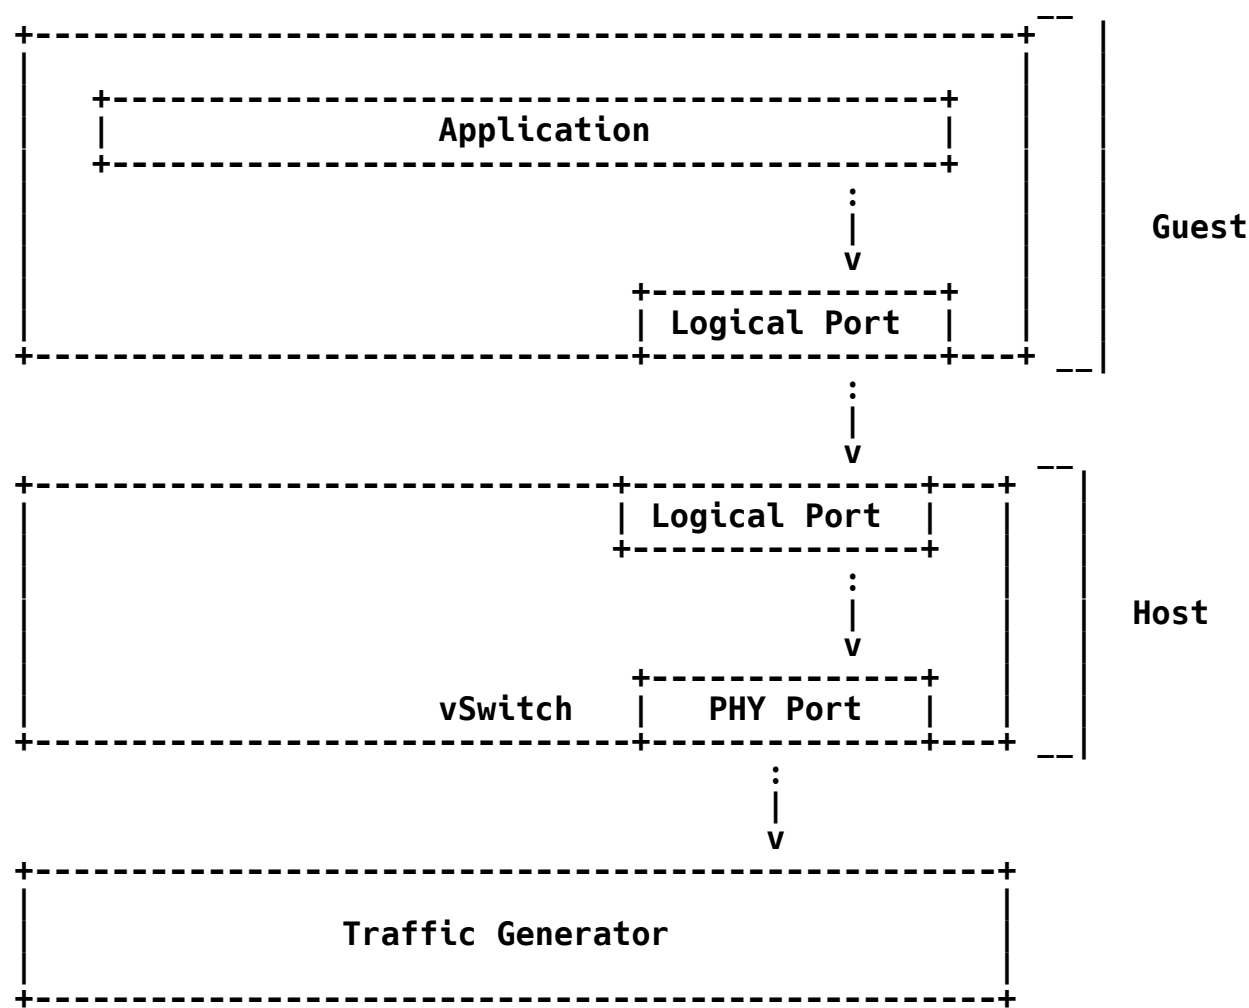 Application
Guest
Logical Port
Logical Port
Host
vSwitch PHY Port
Traffic Generator